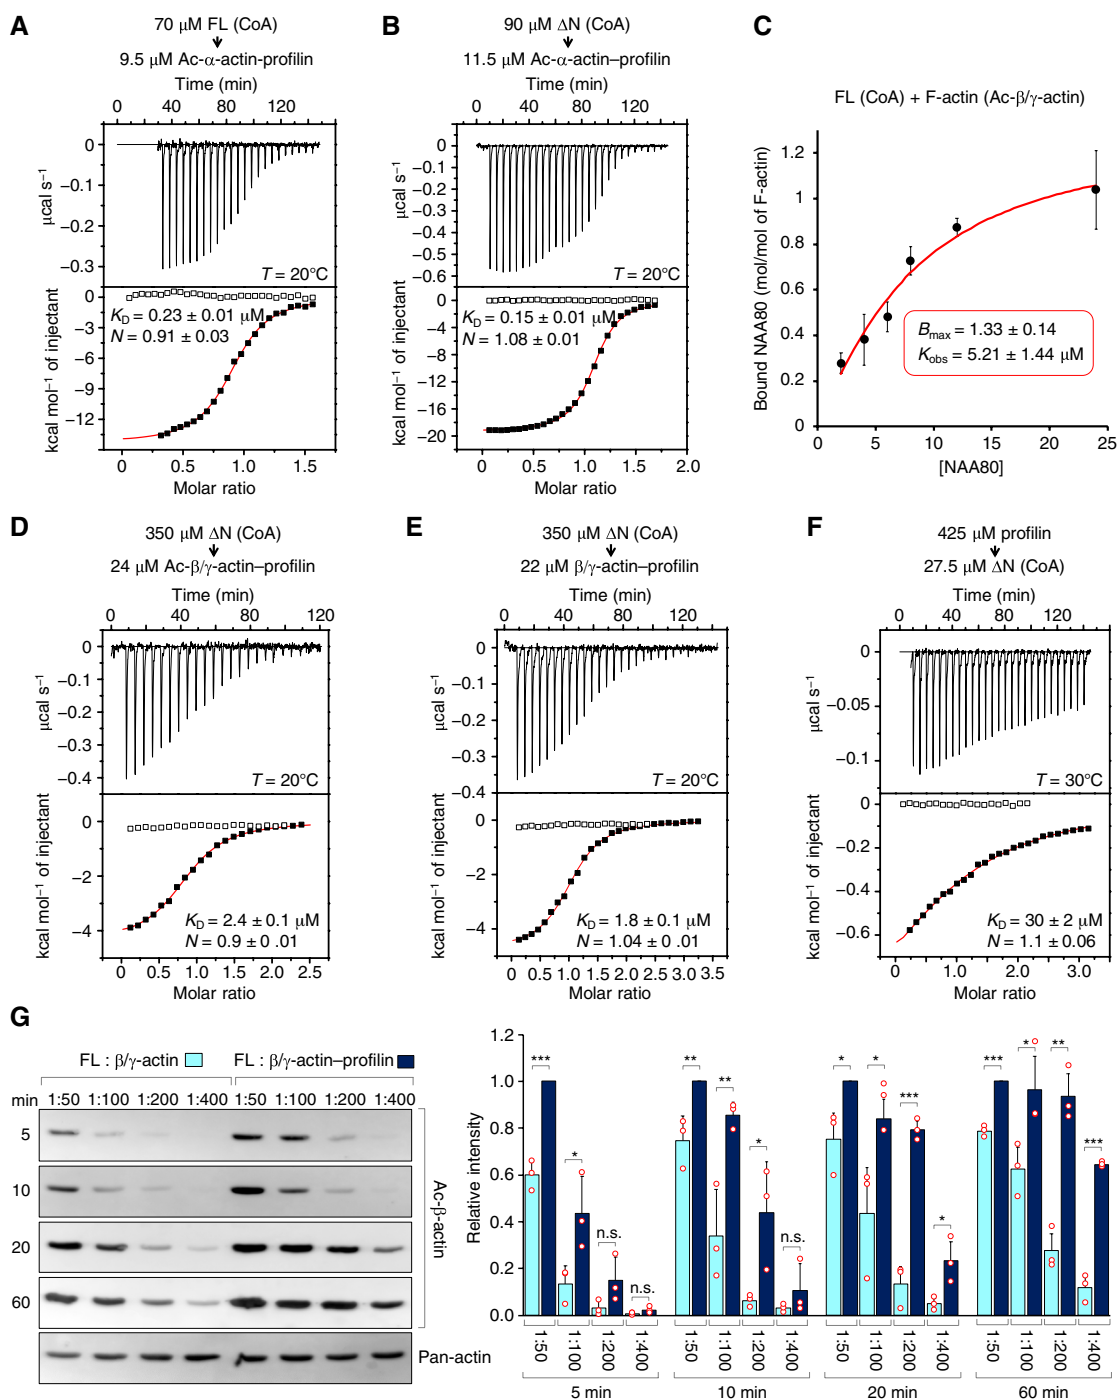 A
70 μM FL (CoA)
9.5 μM Ac-α-actin-profilin
Time (min)
0 40 80 120
0
−0.1
−0.2
−0.3
μcal s⁻¹
T = 20°C
0
−3
−6
−9
−12
kcal mol⁻¹ of injectant
K_D = 0.23 ± 0.01 μM
N = 0.91 ± 0.03
0 0.5 1.0 1.5
Molar ratio
B
90 μM ΔN (CoA)
11.5 μM Ac-α-actin–profilin
Time (min)
0 20 40 60 80 100 140
0
−0.1
−0.2
−0.3
−0.4
−0.5
−0.6
μcal s⁻¹
T = 20°C
0
−4
−8
−12
−16
−20
kcal mol⁻¹ of injectant
K_D = 0.15 ± 0.01 μM
N = 1.08 ± 0.01
0 0.5 1.0 1.5 2.0
Molar ratio
C
FL (CoA) + F-actin (Ac-β/γ-actin)
Bound NAA80 (mol/mol of F-actin)
1.2
1
0.8
0.6
0.4
0.2
0
B_max = 1.33 ± 0.14
K_obs = 5.21 ± 1.44 μM
0 5 10 15 20 25
[NAA80]
D
350 μM ΔN (CoA)
24 μM Ac-β/γ-actin–profilin
Time (min)
0 40 80 120
0
−0.1
−0.2
−0.3
−0.4
μcal s⁻¹
T = 20°C
0
−2
−4
kcal mol⁻¹ of injectant
K_D = 2.4 ± 0.1 μM
N = 0.9 ± 0.01
0 0.5 1.0 1.5 2.0 2.5
Molar ratio
E
350 μM ΔN (CoA)
22 μM β/γ-actin–profilin
Time (min)
0 40 80 130
0
−0.1
−0.2
−0.3
−0.4
μcal s⁻¹
T = 20°C
0
−2
−4
kcal mol⁻¹ of injectant
K_D = 1.8 ± 0.1 μM
N = 1.04 ± 0.01
0 0.5 1.0 1.5 2.0 2.5 3.0 3.5
Molar ratio
F
425 μM profilin
27.5 μM ΔN (CoA)
Time (min)
0 40 80 120
0
−0.05
−0.1
μcal s⁻¹
T = 30°C
0
−0.2
−0.4
−0.6
kcal mol⁻¹ of injectant
K_D = 30 ± 2 μM
N = 1.1 ± 0.06
0 1.0 2.0 3.0
Molar ratio
G
FL : β/γ-actin
FL : β/γ-actin–profilin
min 1:50 1:100 1:200 1:400 1:50 1:100 1:200 1:400
5
10
20
60
Ac-β-actin
Pan-actin
Relative intensity
1.0
0.8
0.6
0.4
0.2
0.0
*** * n.s. n.s.
** ** * n.s.
* * *** *
*** * ** ***
1:50 1:100 1:200 1:400 1:50 1:100 1:200 1:400 1:50 1:100 1:200 1:400 1:50 1:100 1:200 1:400
5 min 10 min 20 min 60 min